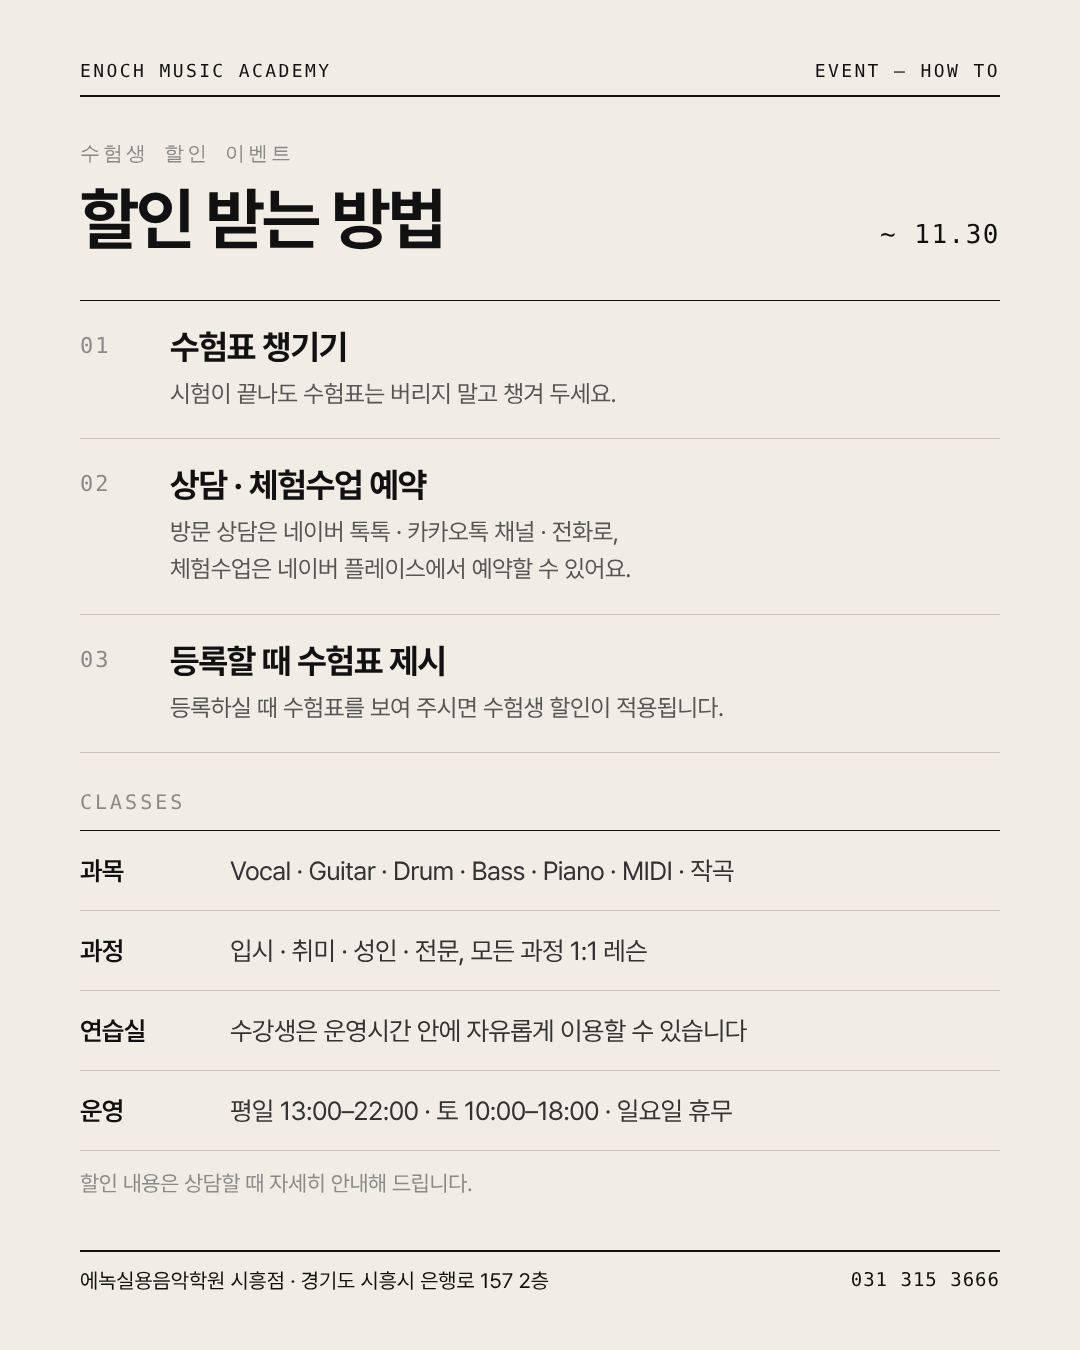 ENOCH MUSIC ACADEMY
EVENT — HOW TO
수험생 할인 이벤트
할인 받는 방법
~ 11.30
01
수험표 챙기기
시험이 끝나도 수험표는 버리지 말고 챙겨 두세요.
02
상담 · 체험수업 예약
방문 상담은 네이버 톡톡 · 카카오톡 채널 · 전화로,
체험수업은 네이버 플레이스에서 예약할 수 있어요.
03
등록할 때 수험표 제시
등록하실 때 수험표를 보여 주시면 수험생 할인이 적용됩니다.
CLASSES
과목 Vocal · Guitar · Drum · Bass · Piano · MIDI · 작곡
과정 입시 · 취미 · 성인 · 전문, 모든 과정 1:1 레슨
연습실 수강생은 운영시간 안에 자유롭게 이용할 수 있습니다
운영 평일 13:00–22:00 · 토 10:00–18:00 · 일요일 휴무
할인 내용은 상담할 때 자세히 안내해 드립니다.
에녹실용음악학원 시흥점 · 경기도 시흥시 은행로 157 2층
031 315 3666